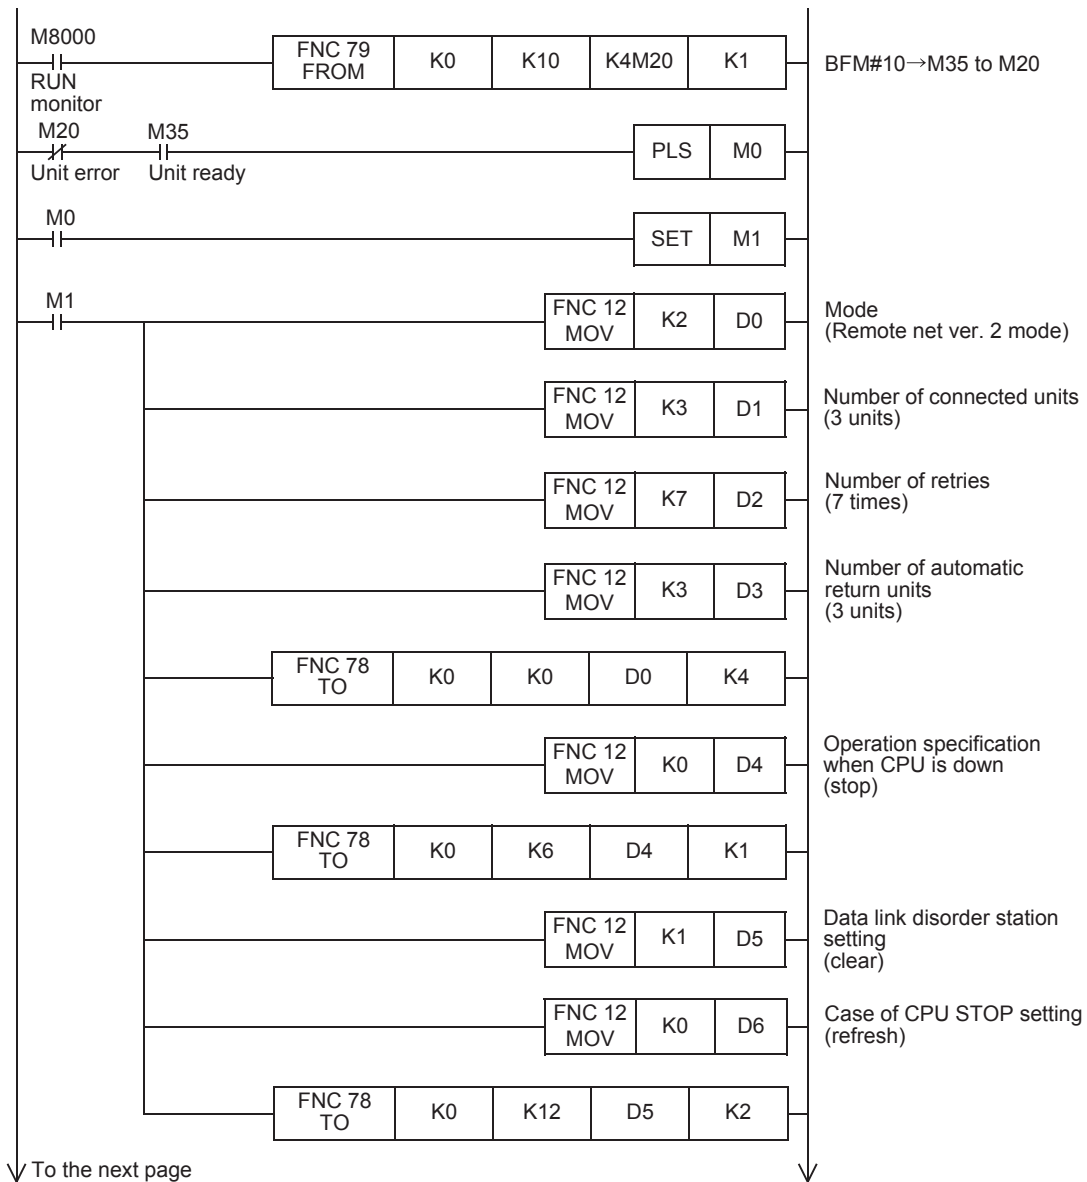 M8000
RUN
monitor
FNC 79
FROM
K0
K10
K4M20
K1
BFM#10→M35 to M20
M20
Unit error
M35
Unit ready
PLS
M0
M0
SET
M1
M1
FNC 12
MOV
K2
D0
Mode
(Remote net ver. 2 mode)
FNC 12
MOV
K3
D1
Number of connected units
(3 units)
FNC 12
MOV
K7
D2
Number of retries
(7 times)
FNC 12
MOV
K3
D3
Number of automatic
return units
(3 units)
FNC 78
TO
K0
K0
D0
K4
FNC 12
MOV
K0
D4
Operation specification
when CPU is down
(stop)
FNC 78
TO
K0
K6
D4
K1
FNC 12
MOV
K1
D5
Data link disorder station
setting
(clear)
FNC 12
MOV
K0
D6
Case of CPU STOP setting
(refresh)
FNC 78
TO
K0
K12
D5
K2
To the next page